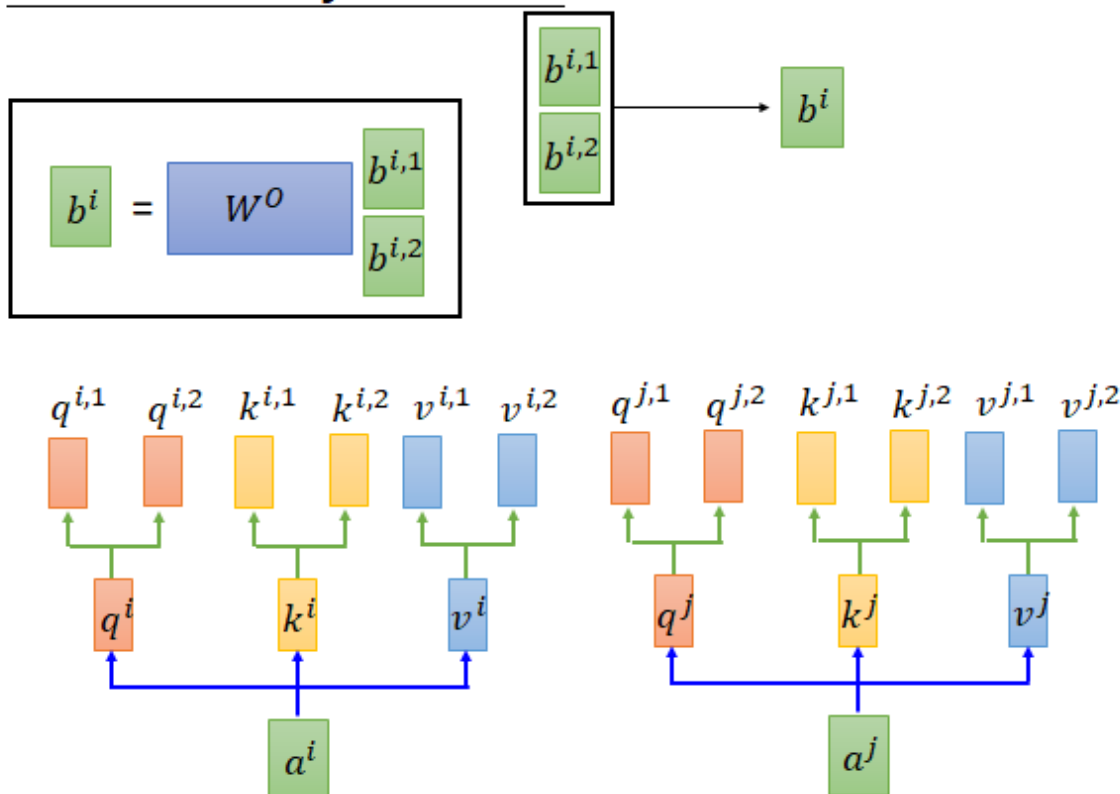 b^{i,1}
b^{i,2}
b^i
b^i = W^O b^{i,1}
b^{i,2}
q^{i,1} q^{i,2} k^{i,1} k^{i,2} v^{i,1} v^{i,2} q^{j,1} q^{j,2} k^{j,1} k^{j,2} v^{j,1} v^{j,2}
q^i k^i v^i q^j k^j v^j
a^i a^j